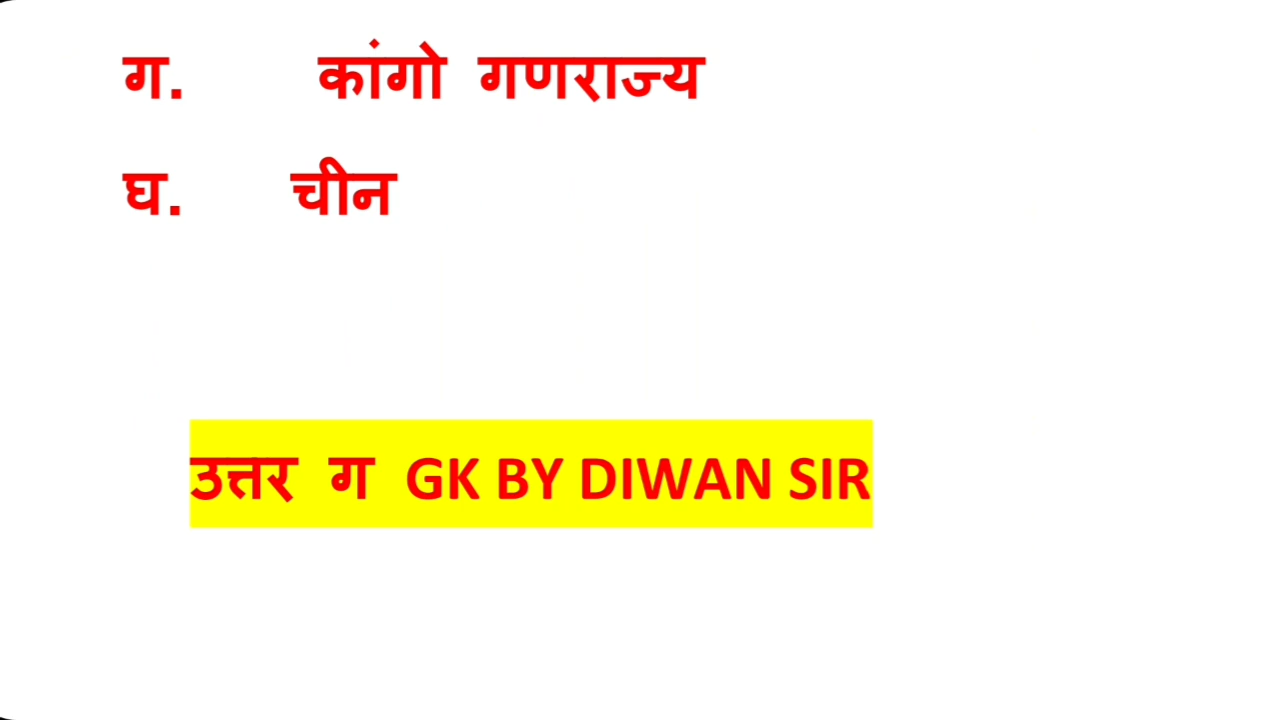 ग. कांगो गणराज्य
घ. चीन
उत्तर ग GK BY DIWAN SIR